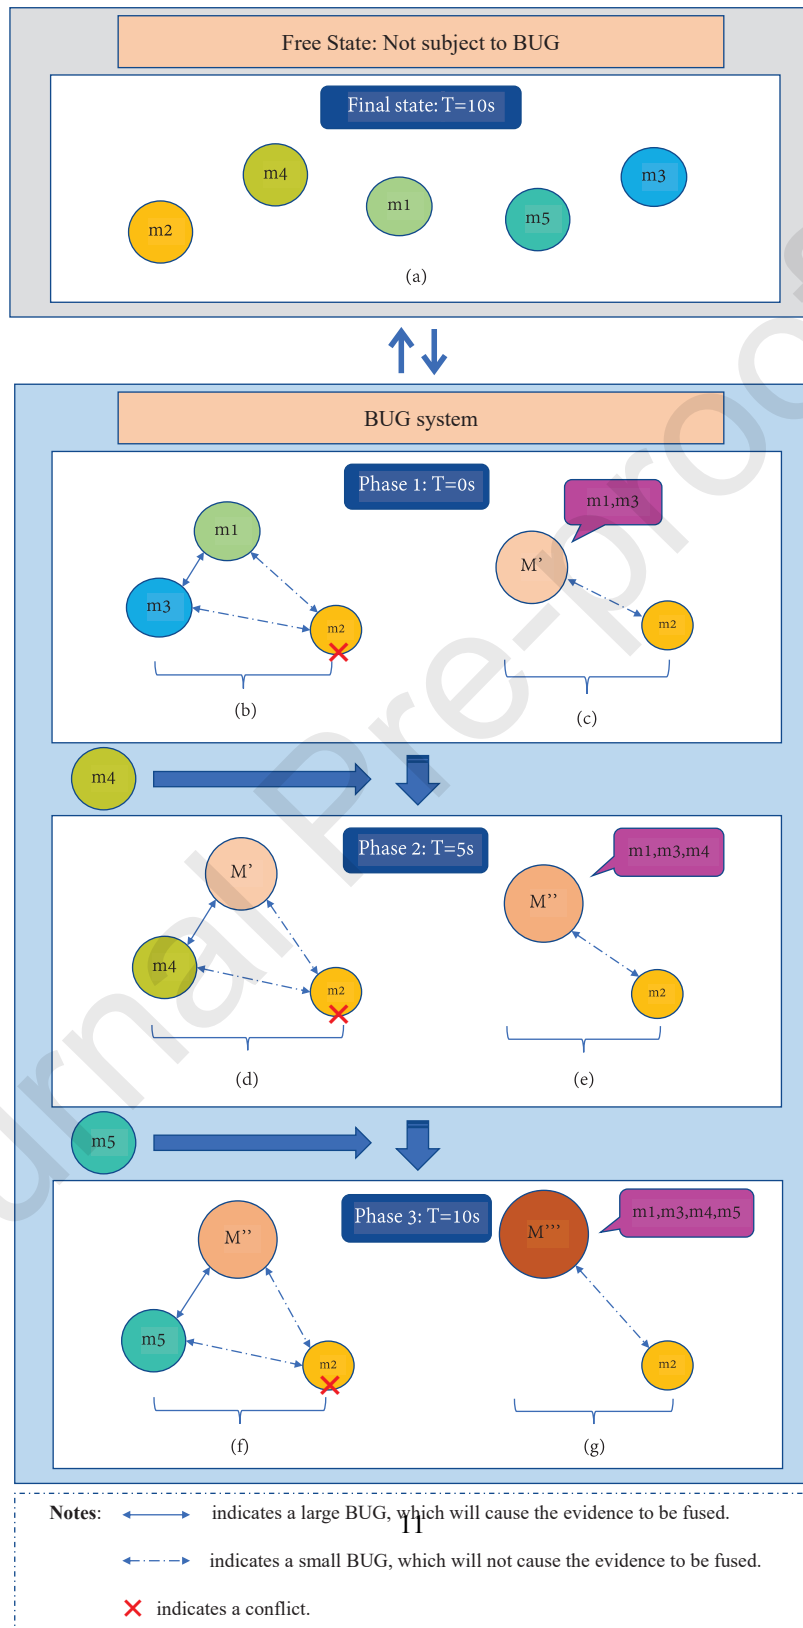 Free State: Not subject to BUG
Final state: T=10s
m4
m3
m1
m5
m2
(a)
BUG system
Phase 1: T=0s
m1,m3
m1
M'
m3
m2
m2
(b)
(c)
m4
Phase 2: T=5s
m1,m3,m4
M'
M''
m4
m2
m2
(d)
(e)
m5
Phase 3: T=10s
m1,m3,m4,m5
M''
M'''
m5
m2
m2
(f)
(g)
Notes: indicates a large BUG, which will cause the evidence to be fused.
11
indicates a small BUG, which will not cause the evidence to be fused.
indicates a conflict.
urnal Pre-proof